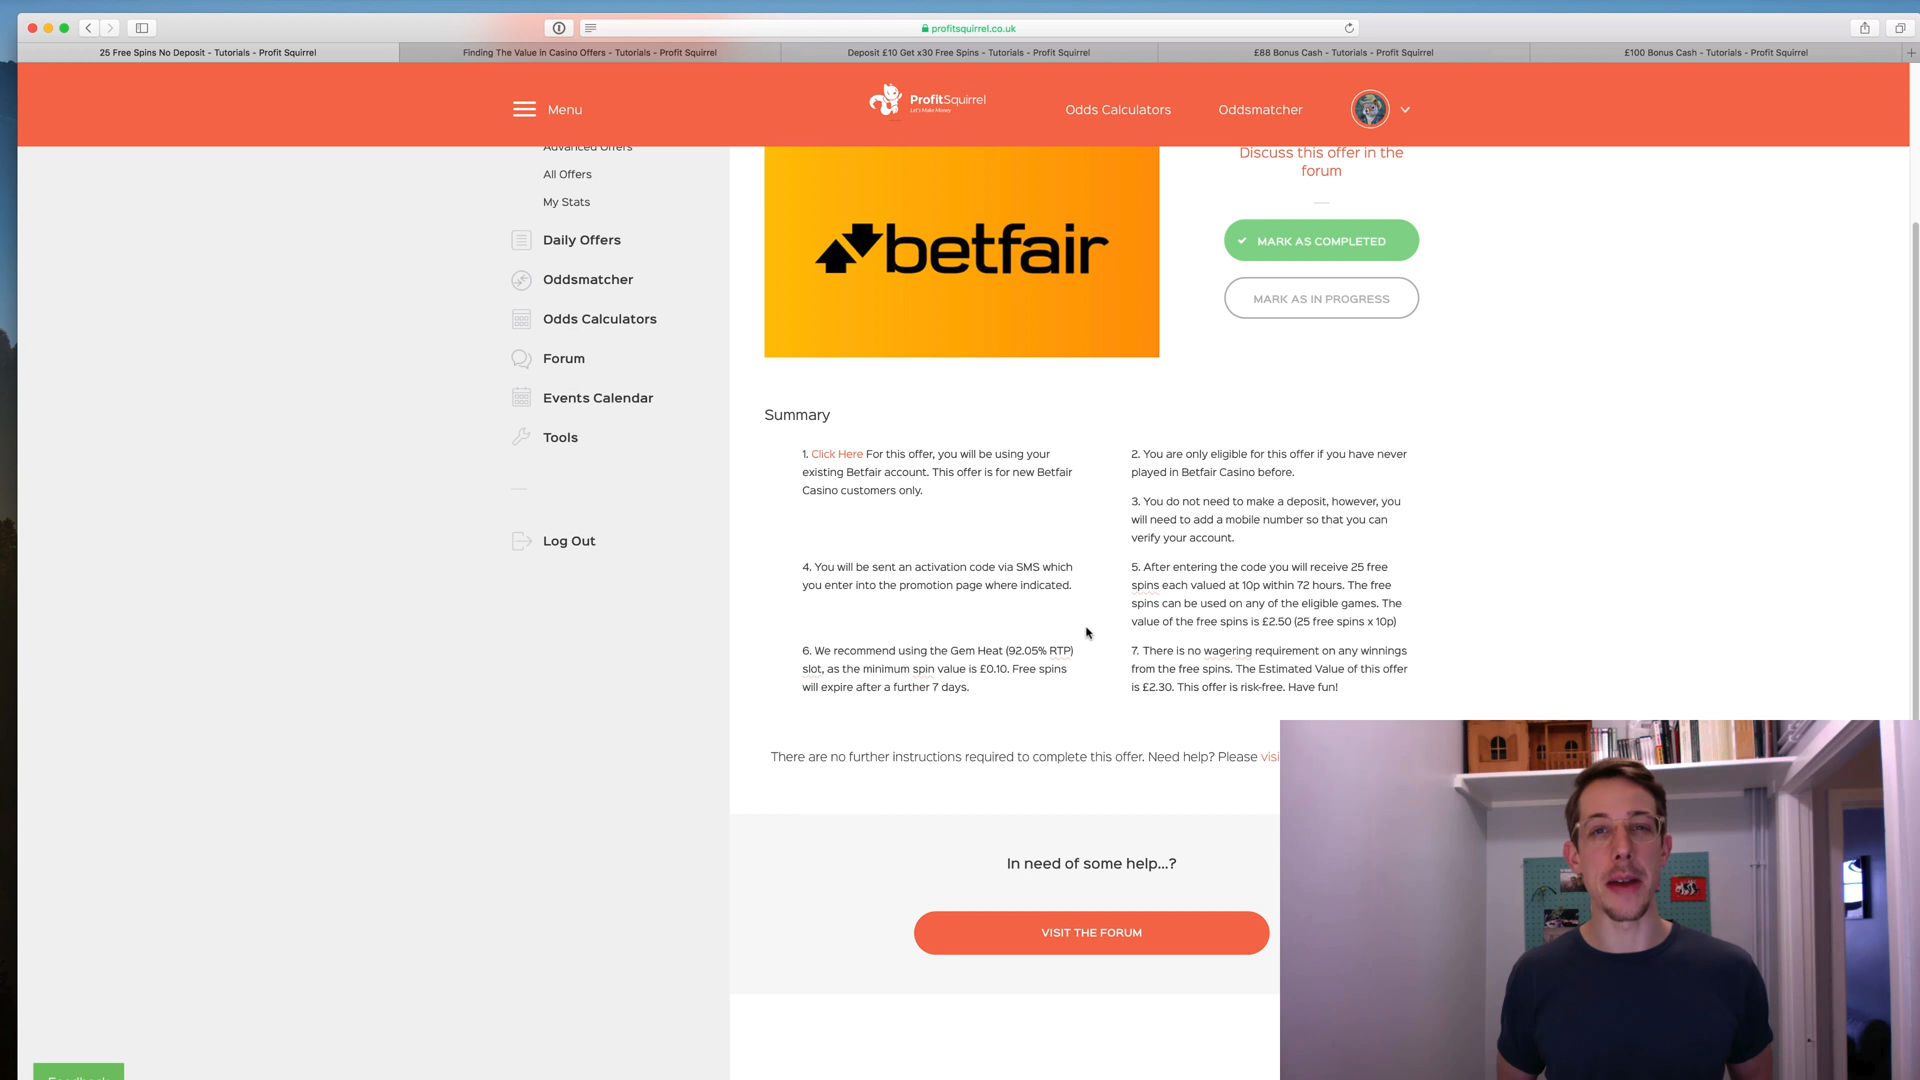 profitsquirrel.co.uk
25 Free Spins No Deposit - Tutorials - Profit Squirrel
Finding The Value in Casino Offers - Tutorials - Profit Squirrel
Deposit £10 Get x30 Free Spins - Tutorials - Profit Squirrel
£88 Bonus Cash - Tutorials - Profit Squirrel
£100 Bonus Cash - Tutorials - Profit Squirrel
Menu
ProfitSquirrel
Let's Make Money
Odds Calculators
Oddsmatcher
Advanced Offers
All Offers
My Stats
Daily Offers
Oddsmatcher
Odds Calculators
Forum
Events Calendar
Tools
Log Out
betfair
Discuss this offer in the
forum
MARK AS COMPLETED
MARK AS IN PROGRESS
Summary
1. Click Here For this offer, you will be using your
existing Betfair account. This offer is for new Betfair
Casino customers only.
2. You are only eligible for this offer if you have never
played in Betfair Casino before.
3. You do not need to make a deposit, however, you
will need to add a mobile number so that you can
verify your account.
4. You will be sent an activation code via SMS which
you enter into the promotion page where indicated.
5. After entering the code you will receive 25 free
spins each valued at 10p within 72 hours. The free
spins can be used on any of the eligible games. The
value of the free spins is £2.50 (25 free spins x 10p)
6. We recommend using the Gem Heat (92.05% RTP)
slot, as the minimum spin value is £0.10. Free spins
will expire after a further 7 days.
7. There is no wagering requirement on any winnings
from the free spins. The Estimated Value of this offer
is £2.30. This offer is risk-free. Have fun!
There are no further instructions required to complete this offer. Need help? Please visi
In need of some help...?
VISIT THE FORUM